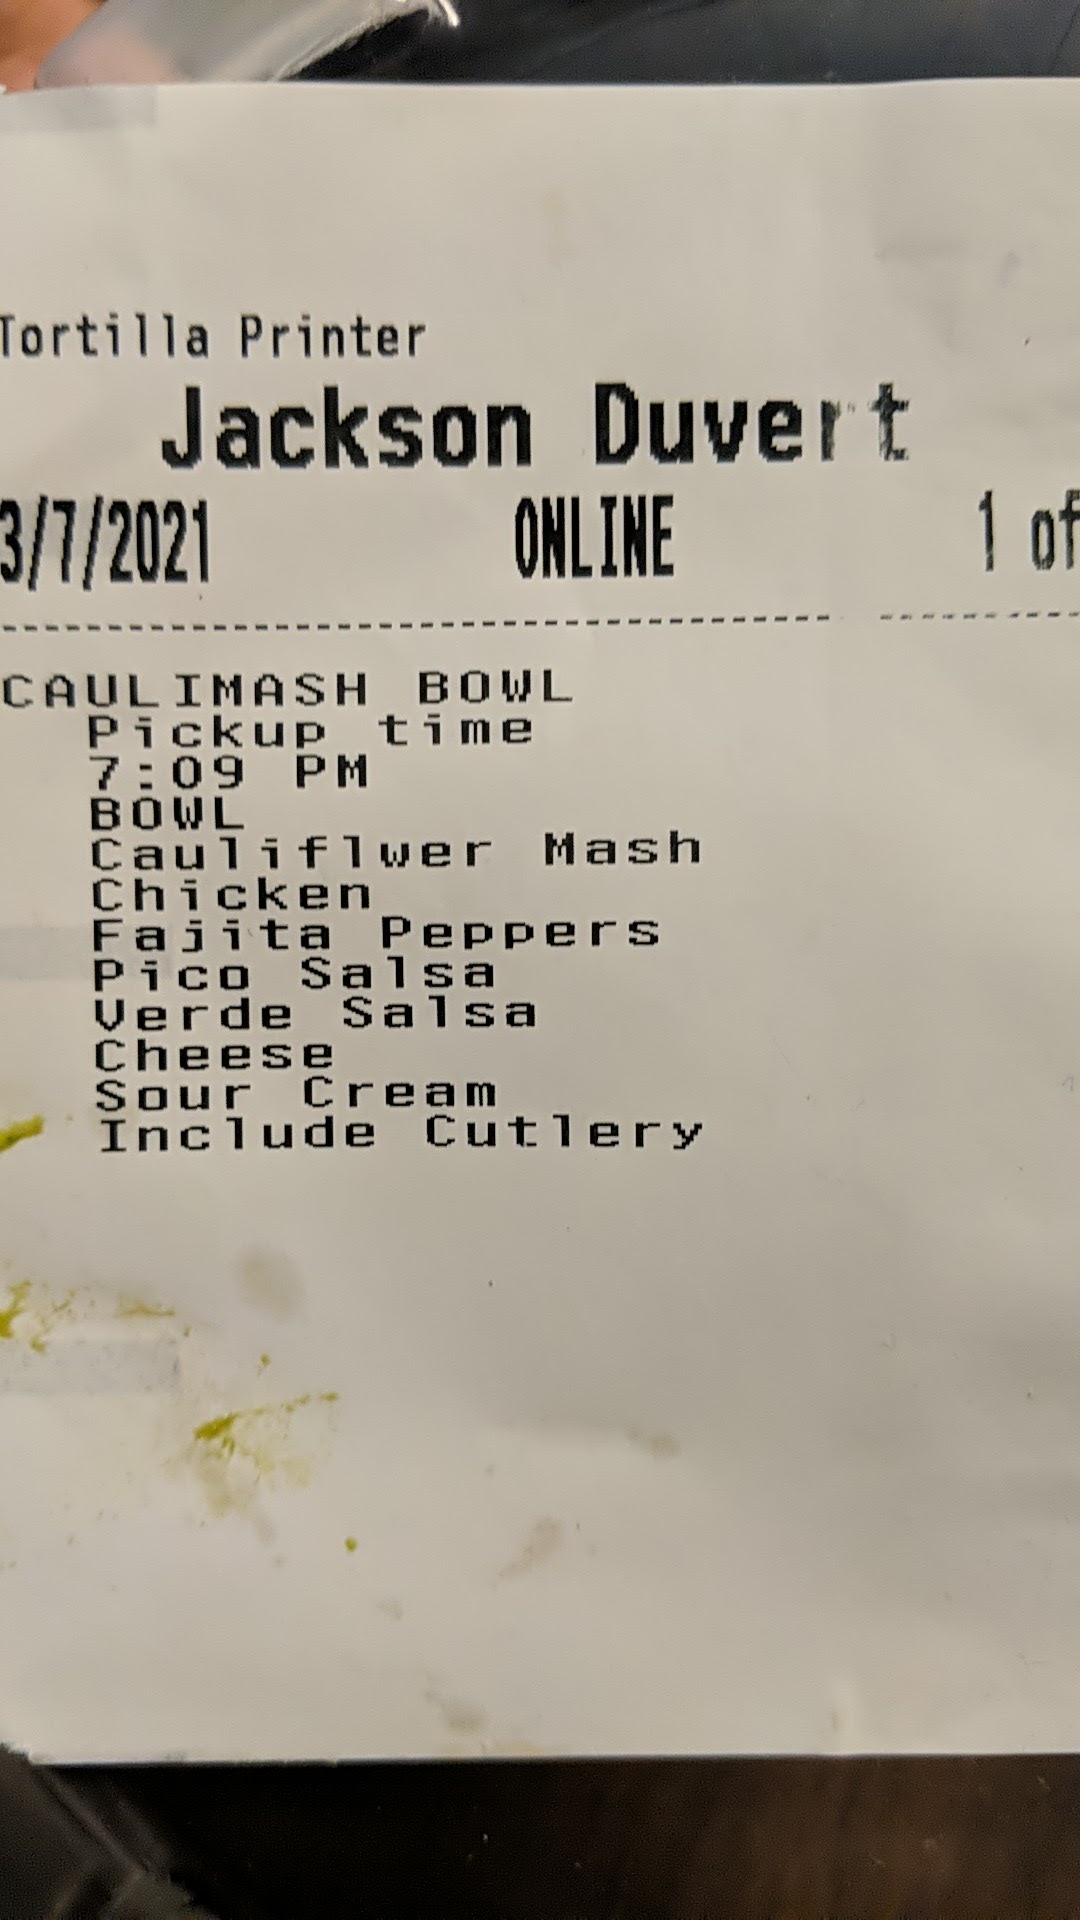 Tortilla Printer
Jackson Duvert
3/7/2021 ONLINE 1 of
CAULIMASH BOWL
Pickup time
7:09 PM
BOWL
Cauliflwer Mash
Chicken
Fajita Peppers
Pico Salsa
Verde Salsa
Cheese
Sour Cream
Include Cutlery